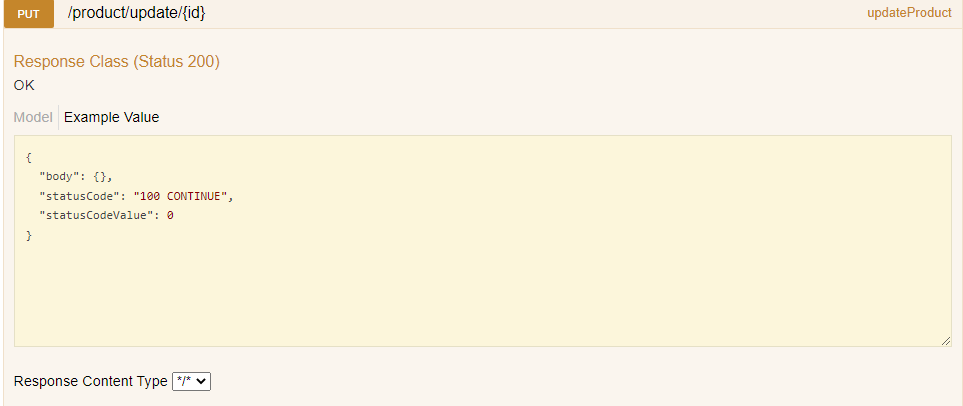 PUT /product/update/{id} updateProduct
Response Class (Status 200)
OK
Model Example Value
{
"body": {},
"statusCode": "100 CONTINUE",
"statusCodeValue": 0
}
Response Content Type */*